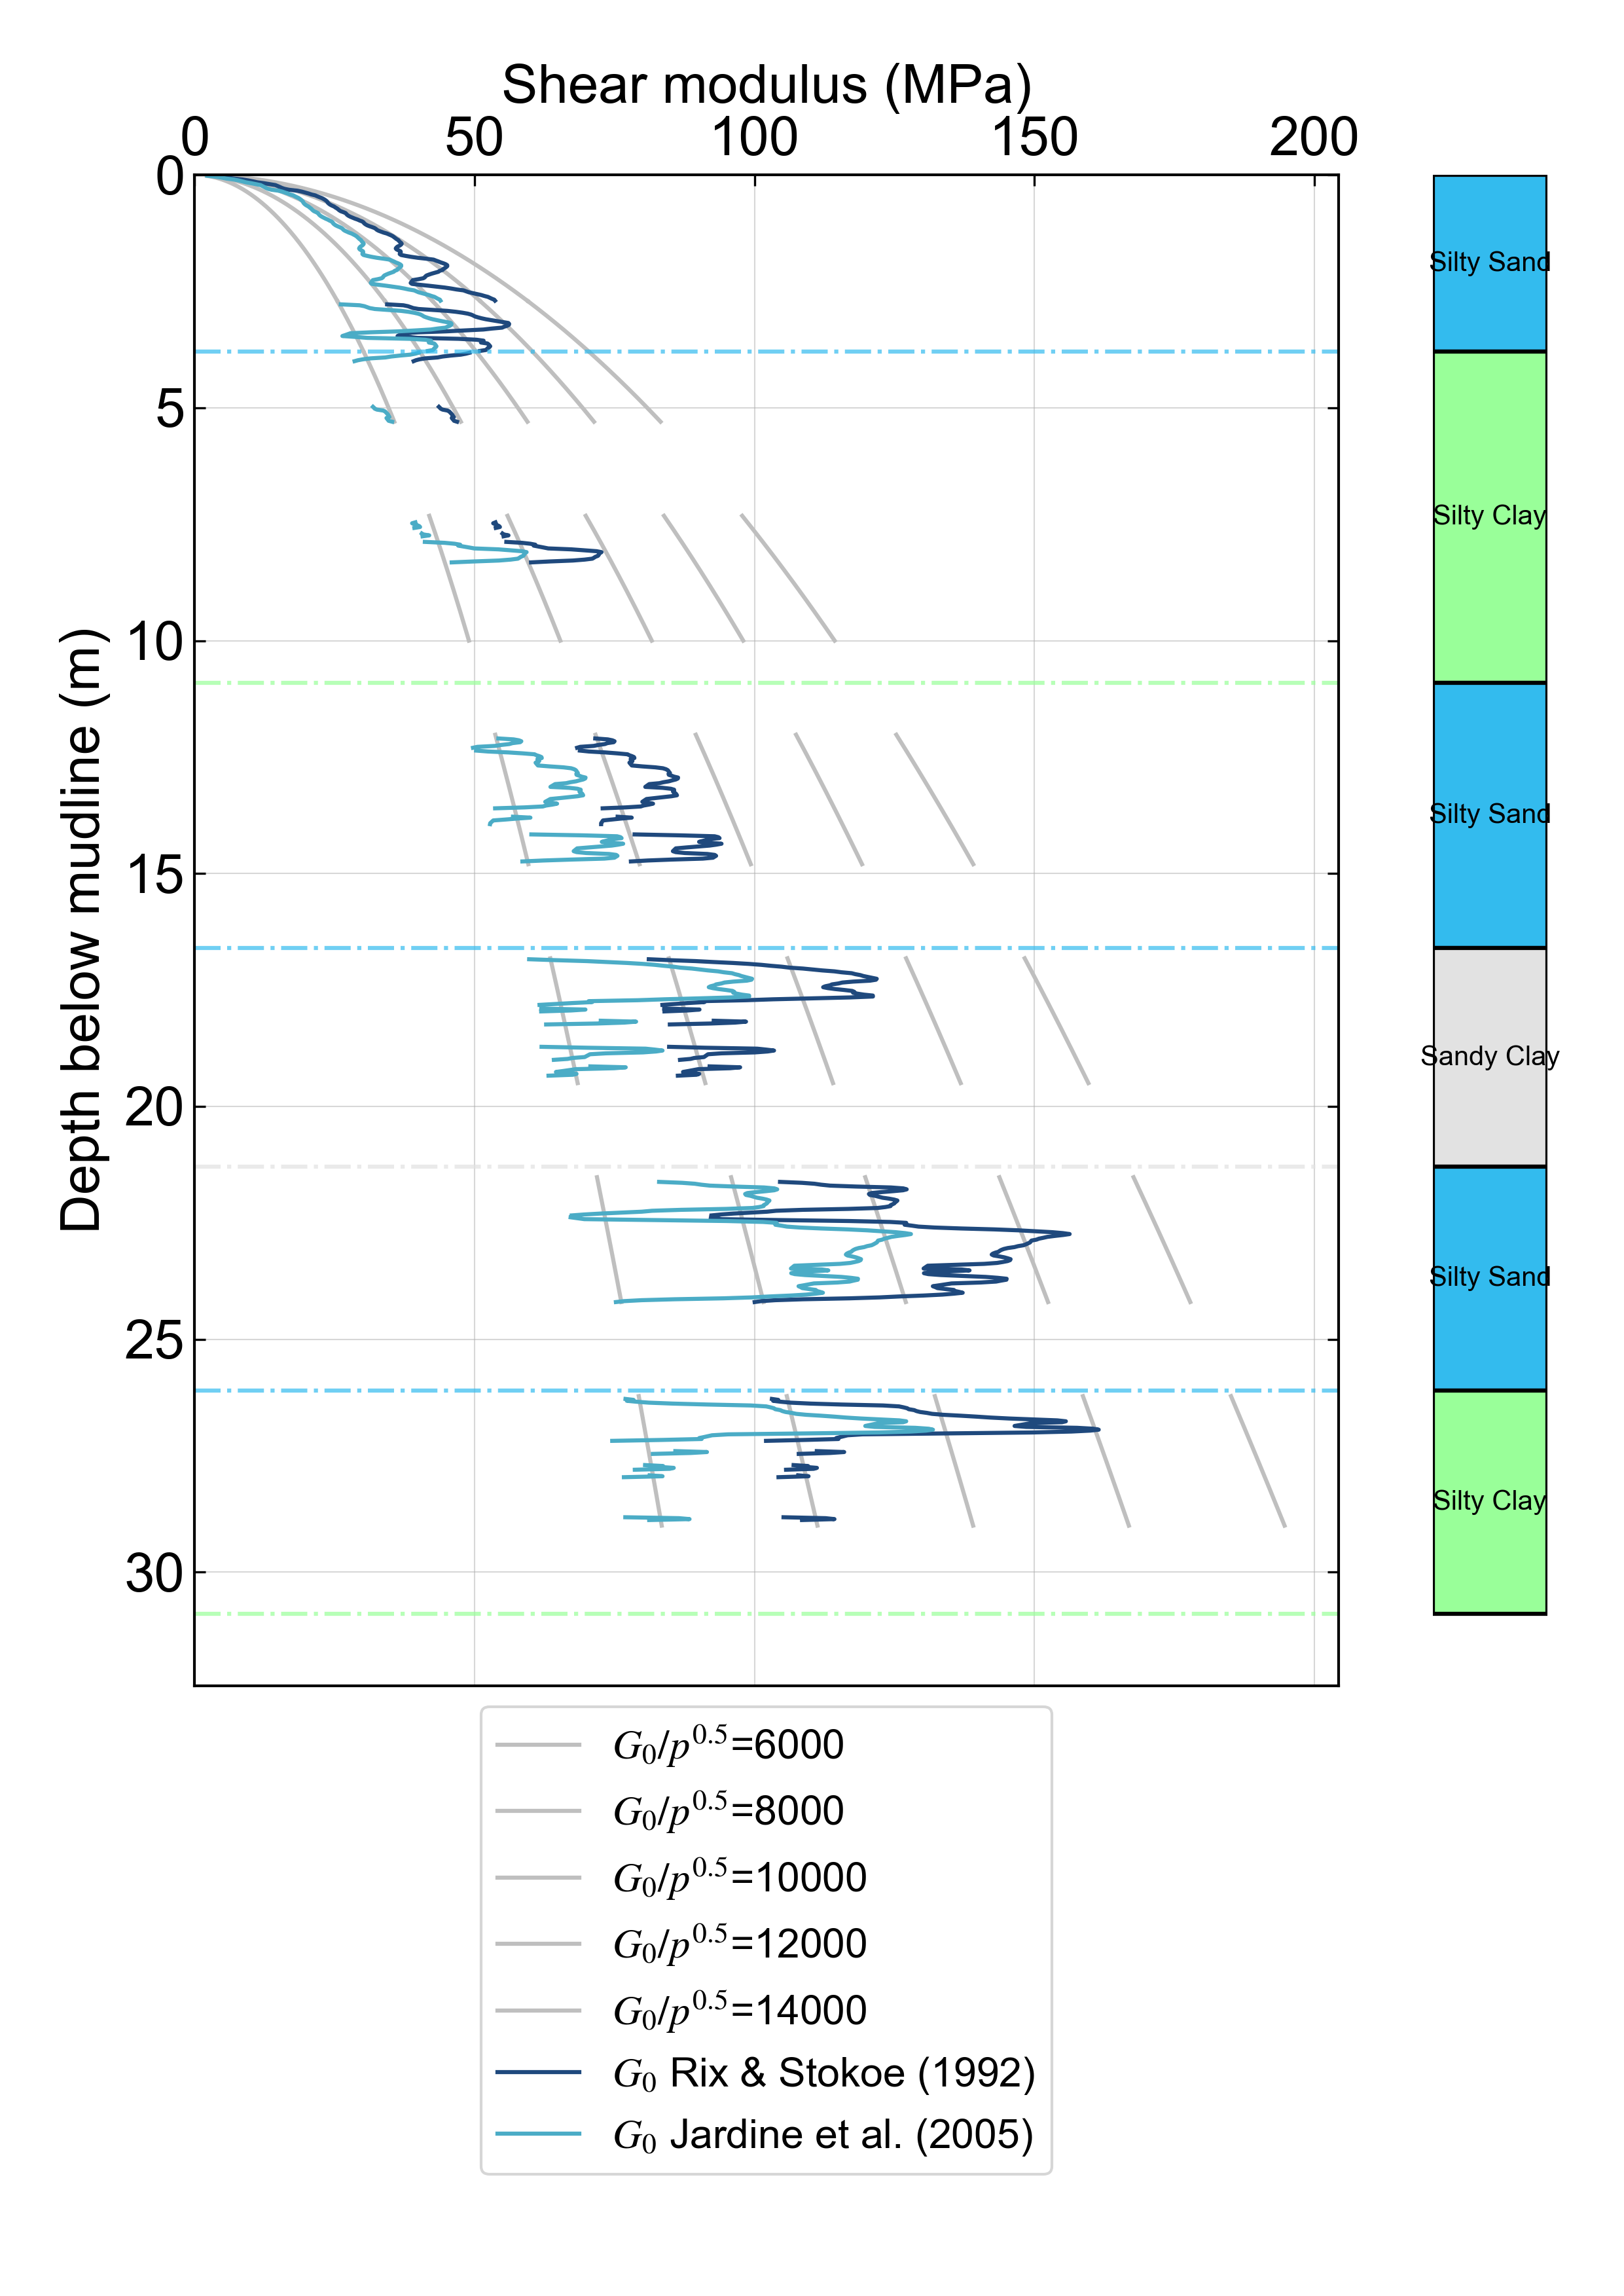 Shear modulus (MPa)
0 50 100 150 200
Depth below mudline (m)
0
5
10
15
20
25
30
Silty Sand
Silty Clay
Silty Sand
Sandy Clay
Silty Sand
Silty Clay
G₀/p⁰·⁵=6000
G₀/p⁰·⁵=8000
G₀/p⁰·⁵=10000
G₀/p⁰·⁵=12000
G₀/p⁰·⁵=14000
G₀ Rix & Stokoe (1992)
G₀ Jardine et al. (2005)